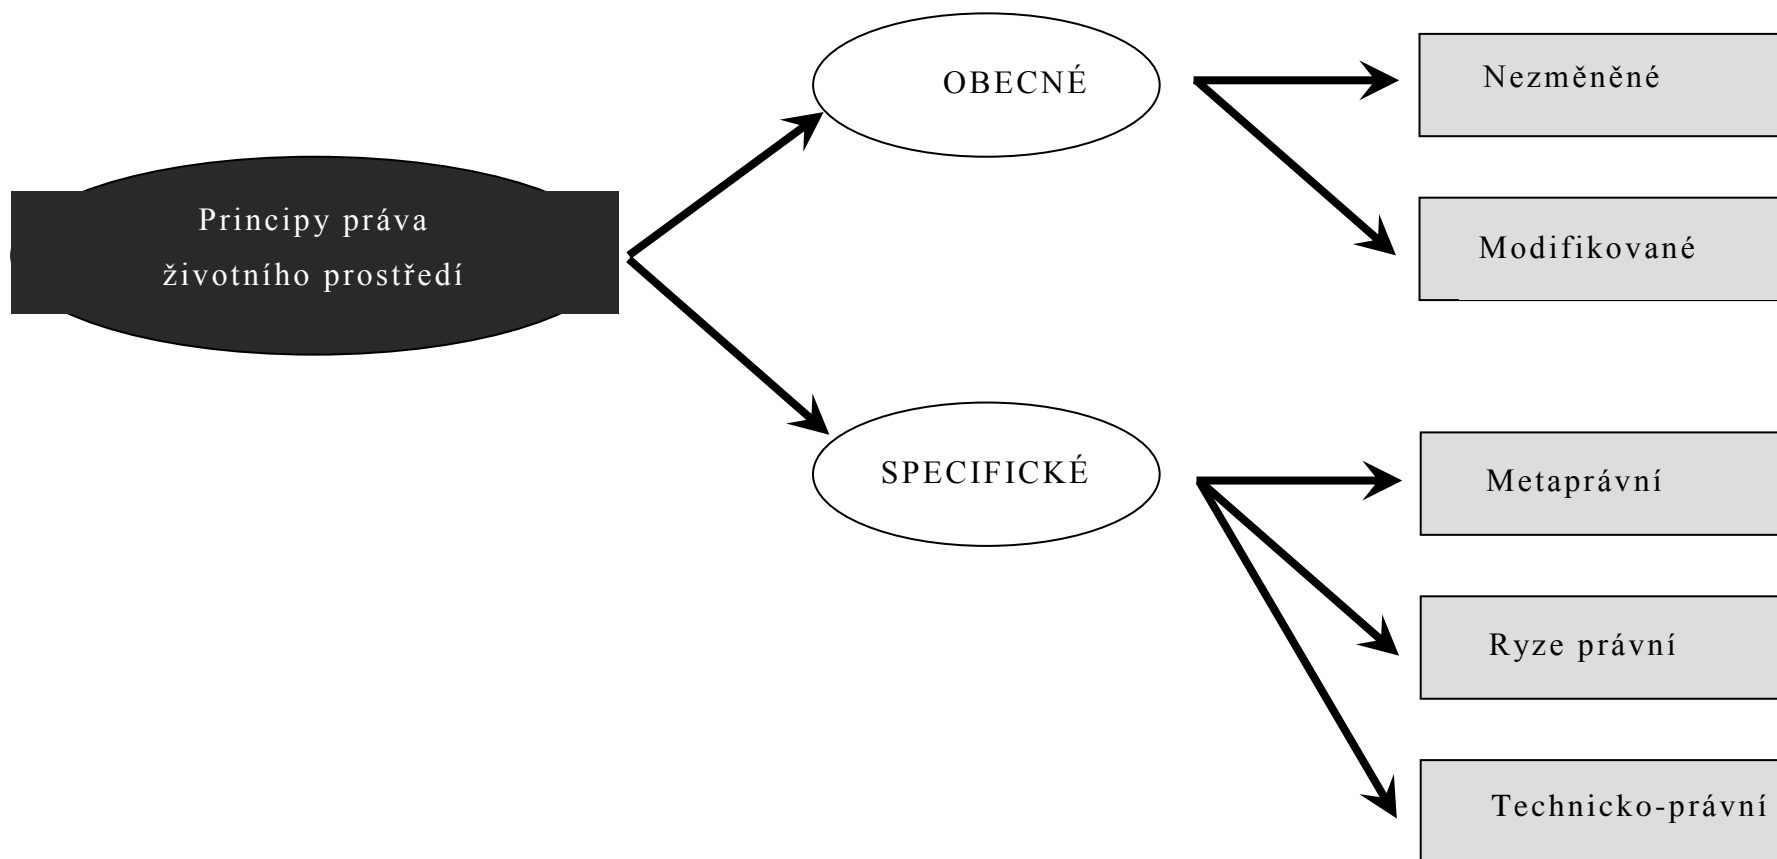 Principy práva
životního prostředí
OBECNÉ
Nezměněné
Modifikované
SPECIFICKÉ
Metaprávní
Ryze právní
Technicko-právní